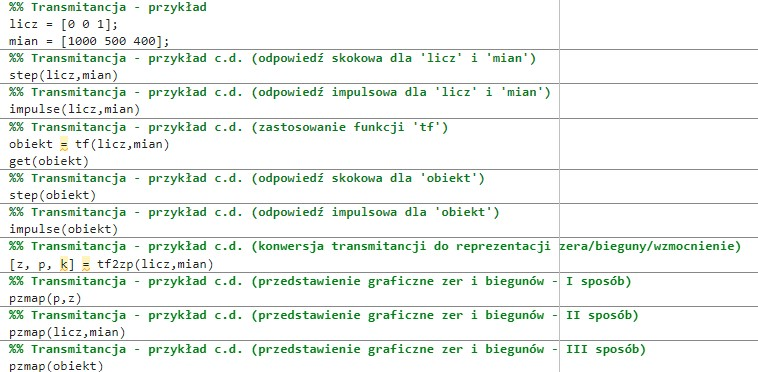 %% Transmitancja - przykład
licz = [0 0 1];
mian = [1000 500 400];
%% Transmitancja - przykład c.d. (odpowiedź skokowa dla 'licz' i 'mian')
step(licz,mian)
%% Transmitancja - przykład c.d. (odpowiedź impulsowa dla 'licz' i 'mian')
impulse(licz,mian)
%% Transmitancja - przykład c.d. (zastosowanie funkcji 'tf')
obiekt = tf(licz,mian)
get(obiekt)
%% Transmitancja - przykład c.d. (odpowiedź skokowa dla 'obiekt')
step(obiekt)
%% Transmitancja - przykład c.d. (odpowiedź impulsowa dla 'obiekt')
impulse(obiekt)
%% Transmitancja - przykład c.d. (konwersja transmitancji do reprezentacji zera/bieguny/wzmocnienie)
[z, p, k] = tf2zp(licz,mian)
%% Transmitancja - przykład c.d. (przedstawienie graficzne zer i biegunów - I sposób)
pzmap(p,z)
%% Transmitancja - przykład c.d. (przedstawienie graficzne zer i biegunów - II sposób)
pzmap(licz,mian)
%% Transmitancja - przykład c.d. (przedstawienie graficzne zer i biegunów - III sposób)
pzmap(obiekt)